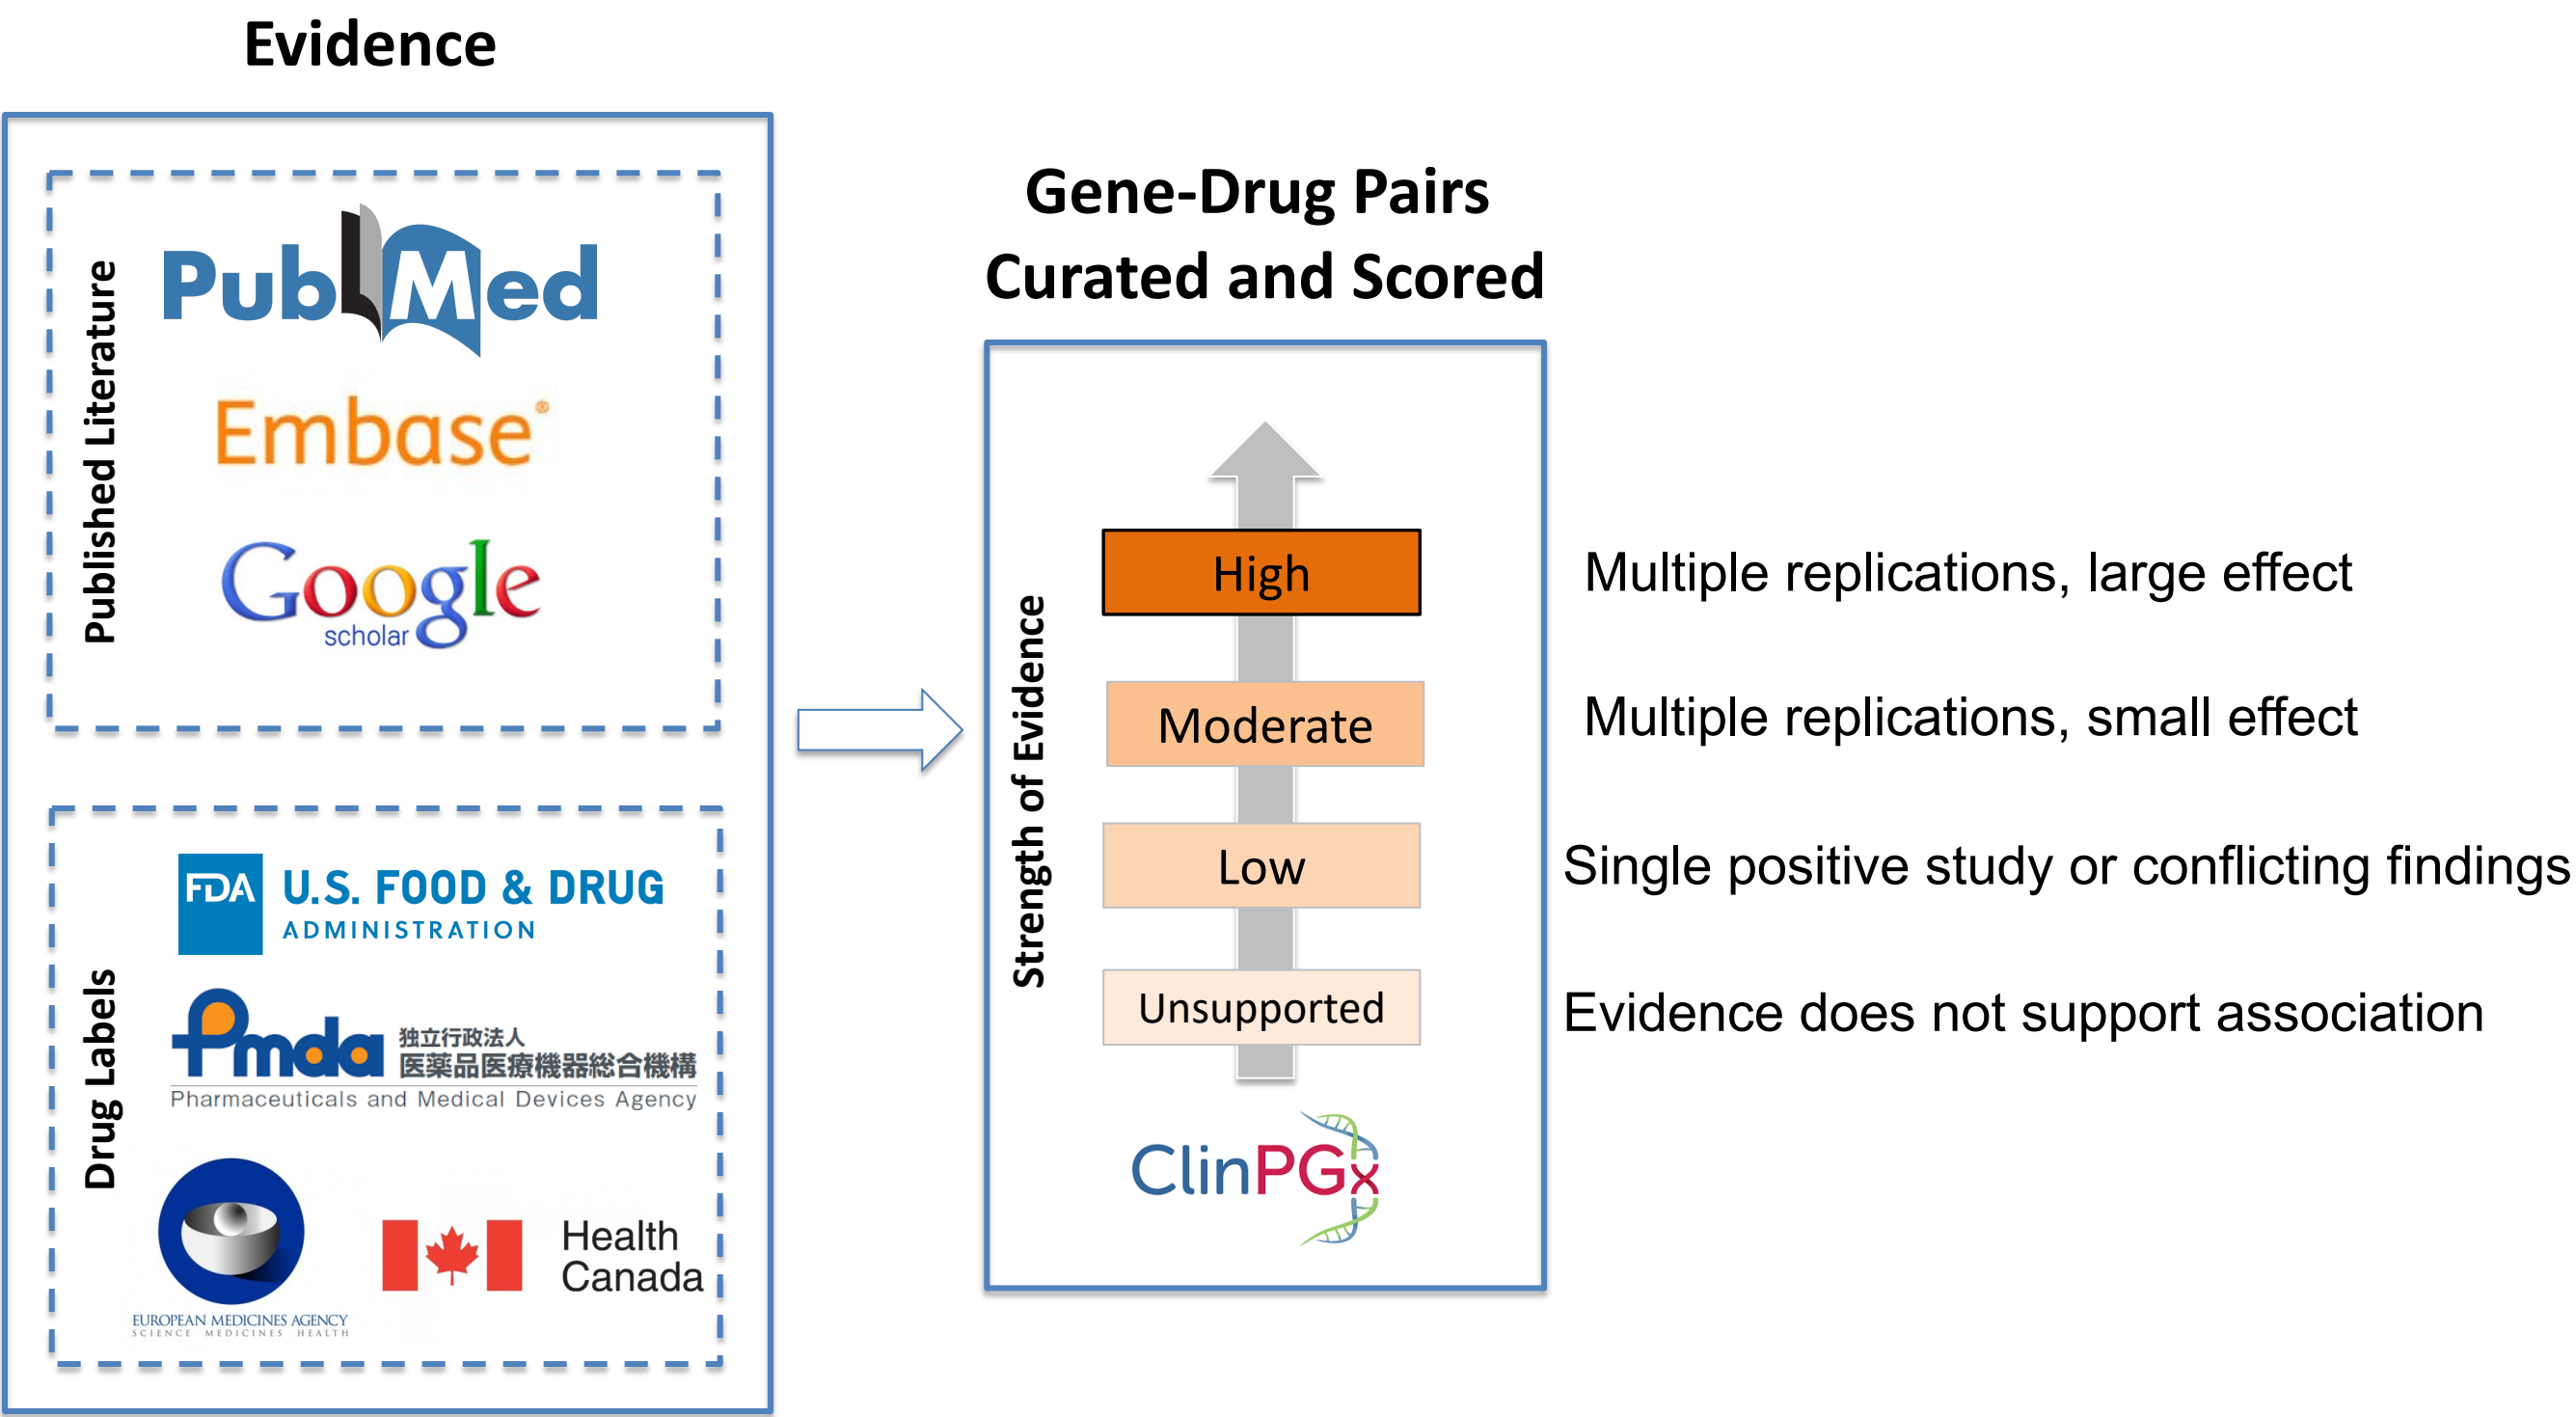 Evidence
Published Literature
PubMed
Embase®
Google
scholar
Drug Labels
FDA
U.S. FOOD & DRUG
ADMINISTRATION
Pmda
独立行政法人
医薬品医療機器総合機構
Pharmaceuticals and Medical Devices Agency
EUROPEAN MEDICINES AGENCY
SCIENCE MEDICINES HEALTH
Health
Canada
Gene-Drug Pairs
Curated and Scored
Strength of Evidence
High
Multiple replications, large effect
Moderate
Multiple replications, small effect
Low
Single positive study or conflicting findings
Unsupported
Evidence does not support association
ClinPGx